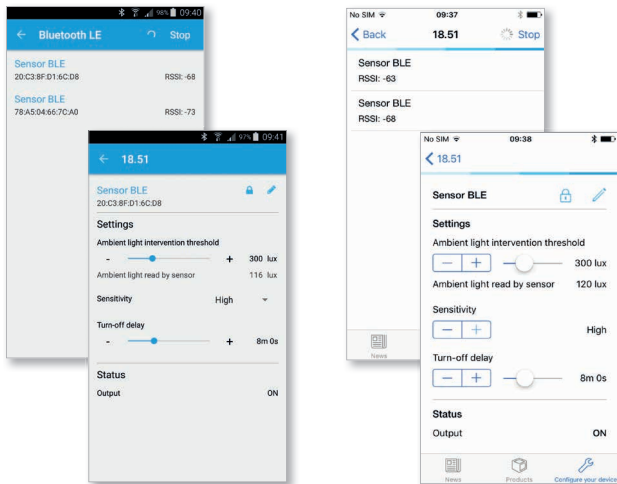 98% 09:40
Bluetooth LE Stop
Sensor BLE
20:C3:8F:D1:6C:D8 RSSI: -68
Sensor BLE
78:A5:04:66:7C:A0 RSSI: -73
97% 09:41
18.51
Sensor BLE
20:C3:8F:D1:6C:D8
Settings
Ambient light intervention threshold
- + 300 lux
Ambient light read by sensor 116 lux
Sensitivity High
Turn-off delay
- + 8m 0s
Status
Output ON
No SIM 09:37
Back 18.51 Stop
Sensor BLE
RSSI: -63
Sensor BLE
RSSI: -68
News
No SIM 09:38
18.51
Sensor BLE
Settings
Ambient light intervention threshold
- + 300 lux
Ambient light read by sensor 120 lux
Sensitivity
- + High
Turn-off delay
- + 8m 0s
Status
Output ON
News Products Configure your device